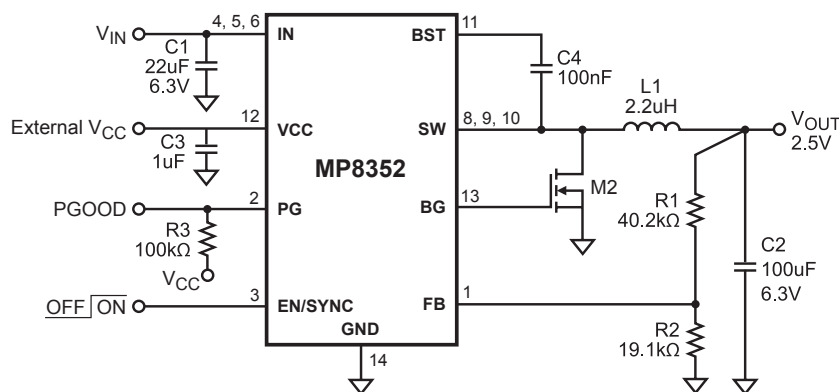 4, 5, 6
11
VIN
IN
BST
C1
22uF
6.3V
C4
100nF
L1
2.2uH
External VCC
12
VCC
SW
8, 9, 10
VOUT
2.5V
C3
1uF
MP8352
M2
PGOOD
2
PG
BG
13
R1
40.2kΩ
R3
100kΩ
VCC
C2
100uF
6.3V
OFF ON
3
EN/SYNC
FB
1
GND
14
R2
19.1kΩ